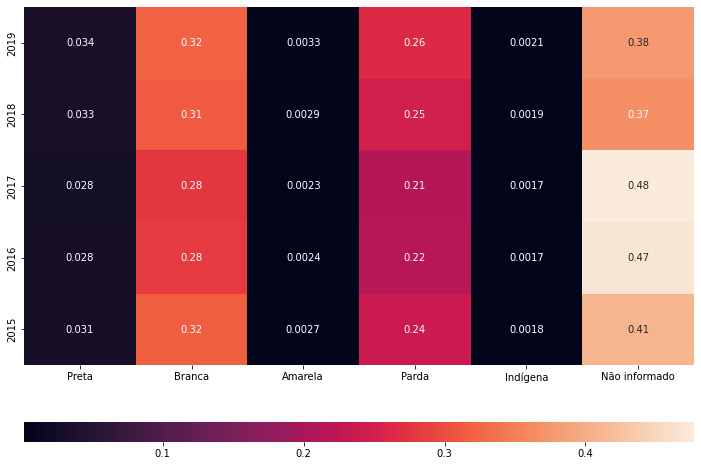 2019 0.034 0.32 0.0033 0.26 0.0021 0.38
2018 0.033 0.31 0.0029 0.25 0.0019 0.37
2017 0.028 0.28 0.0023 0.21 0.0017 0.48
2016 0.028 0.28 0.0024 0.22 0.0017 0.47
2015 0.031 0.32 0.0027 0.24 0.0018 0.41
Preta Branca Amarela Parda Indígena Não informado
0.1 0.2 0.3 0.4